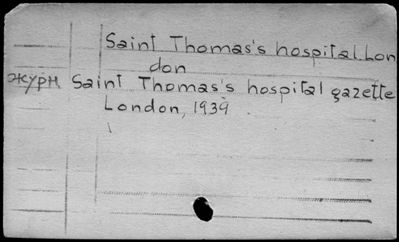 Saint Thomas's hospital. Lon
don
журн Saint Thomas's hospital gazette
London, 1939